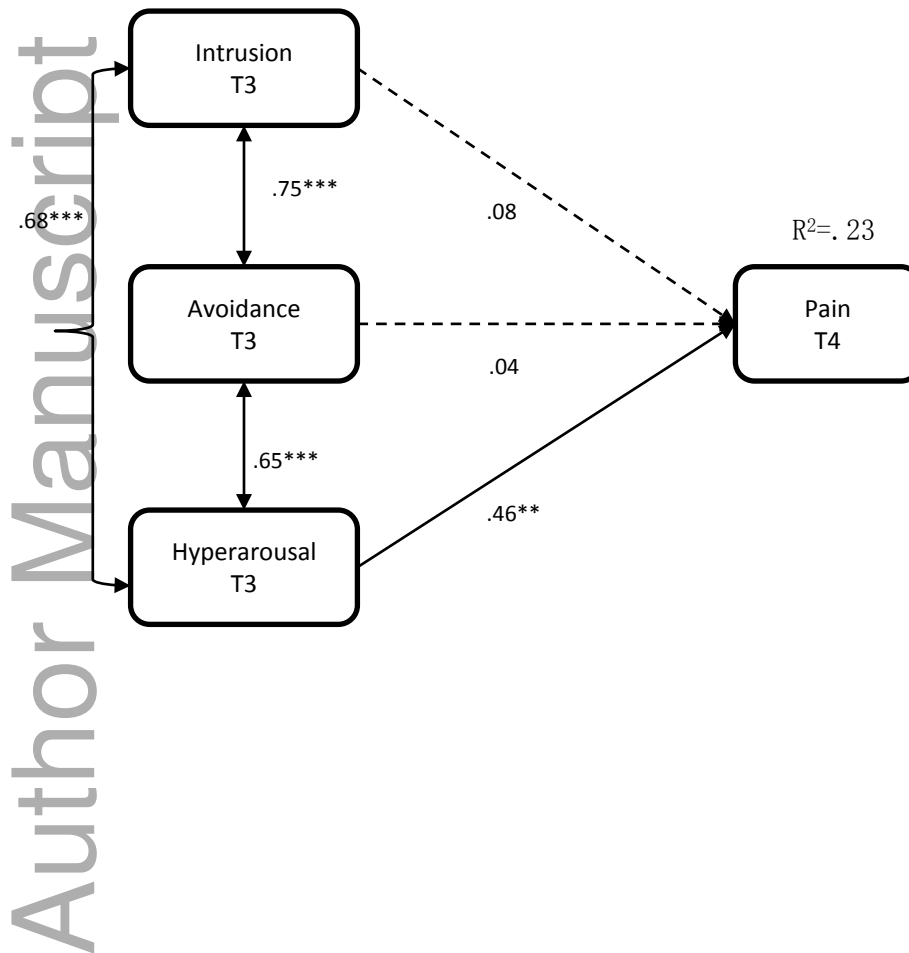 Author Manuscript
Intrusion
T3
.75***
.68***
.08
R²=.23
Avoidance
T3
Pain
T4
.04
.65***
.46**
Hyperarousal
T3